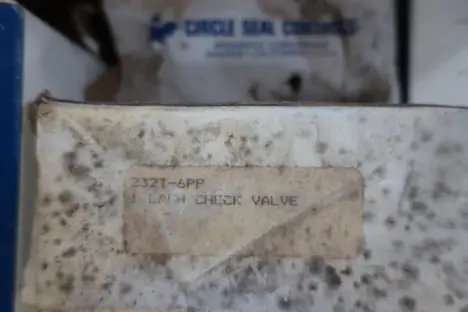 CIRCLE SEAL CONTROLS
232T-6PP
1 EACH CHECK VALVE